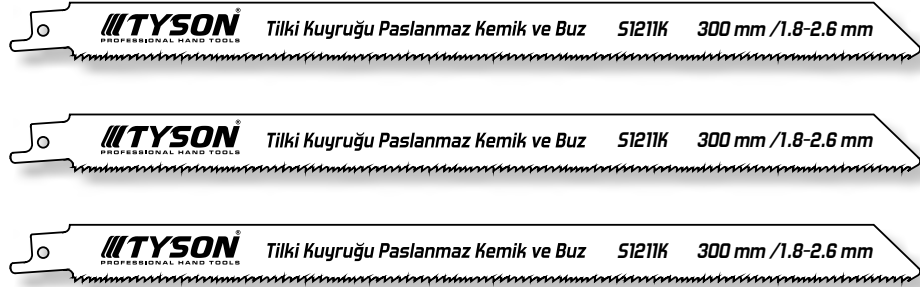 TYSON® Tilki Kuyruğu Paslanmaz Kemik ve Buz S1211K 300 mm /1.8-2.6 mm
PROFESSIONAL HAND TOOLS
TYSON® Tilki Kuyruğu Paslanmaz Kemik ve Buz S1211K 300 mm /1.8-2.6 mm
PROFESSIONAL HAND TOOLS
TYSON® Tilki Kuyruğu Paslanmaz Kemik ve Buz S1211K 300 mm /1.8-2.6 mm
PROFESSIONAL HAND TOOLS